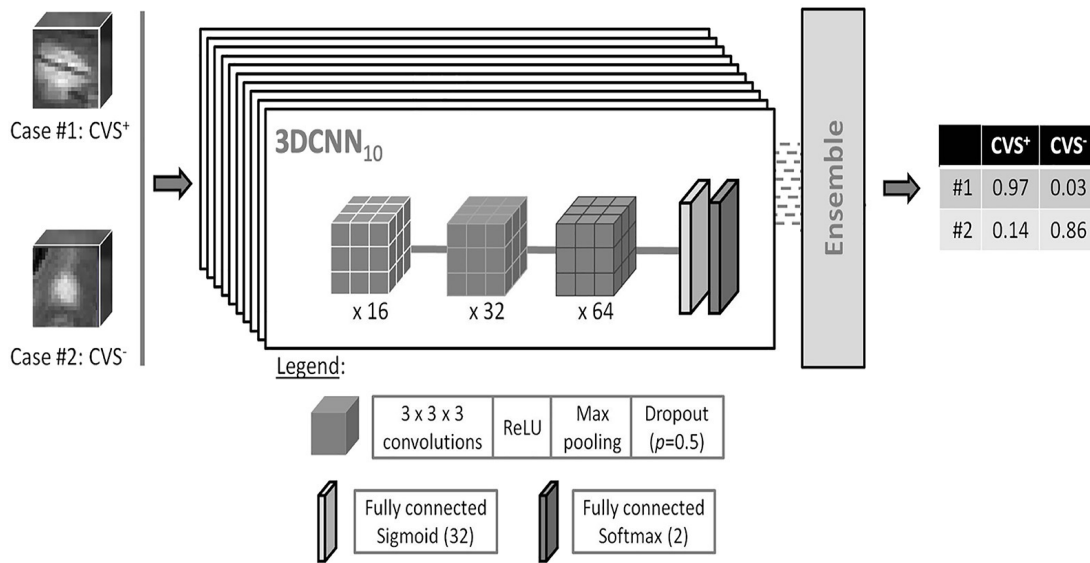 Case #1: CVS⁺
Case #2: CVS⁻
3DCNN₁₀
x 16
x 32
x 64
Ensemble
CVS⁺ CVS⁻
#1 0.97 0.03
#2 0.14 0.86
Legend:
3 x 3 x 3
convolutions
ReLU
Max
pooling
Dropout
(p=0.5)
Fully connected
Sigmoid (32)
Fully connected
Softmax (2)